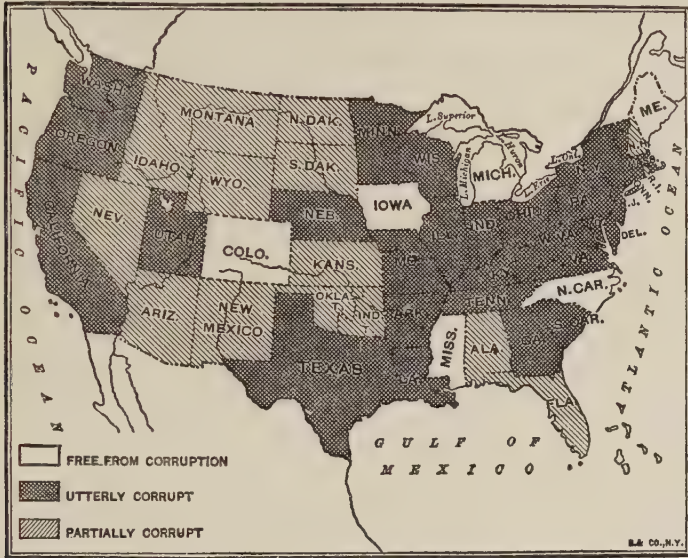 WASH.
OREGON
CALIFORNIA
NEV.
IDAHO
MONTANA
WYO.
UTAH
COLO.
ARIZ.
NEW
MEXICO
N. DAK.
S. DAK.
NEB.
KANS.
OKLA.
T.
IND.
T.
TEXAS
MINN.
IOWA
MO.
ARK.
LA.
WIS.
ILL.
MICH.
IND.
OHIO
KY.
TENN.
MISS.
ALA.
GA.
FLA.
S. CAR.
N. CAR.
VA.
W. VA.
PA.
N.Y.
DEL.
N.H.
ME.
R.I.
L. Superior
L. Michigan
L. Huron
L. Erie
L. Ont.
PACIFIC OCEAN
ATLANTIC OCEAN
GULF OF
MEXICO
FREE FROM CORRUPTION
UTTERLY CORRUPT
PARTIALLY CORRUPT
B.& CO.,N.Y.